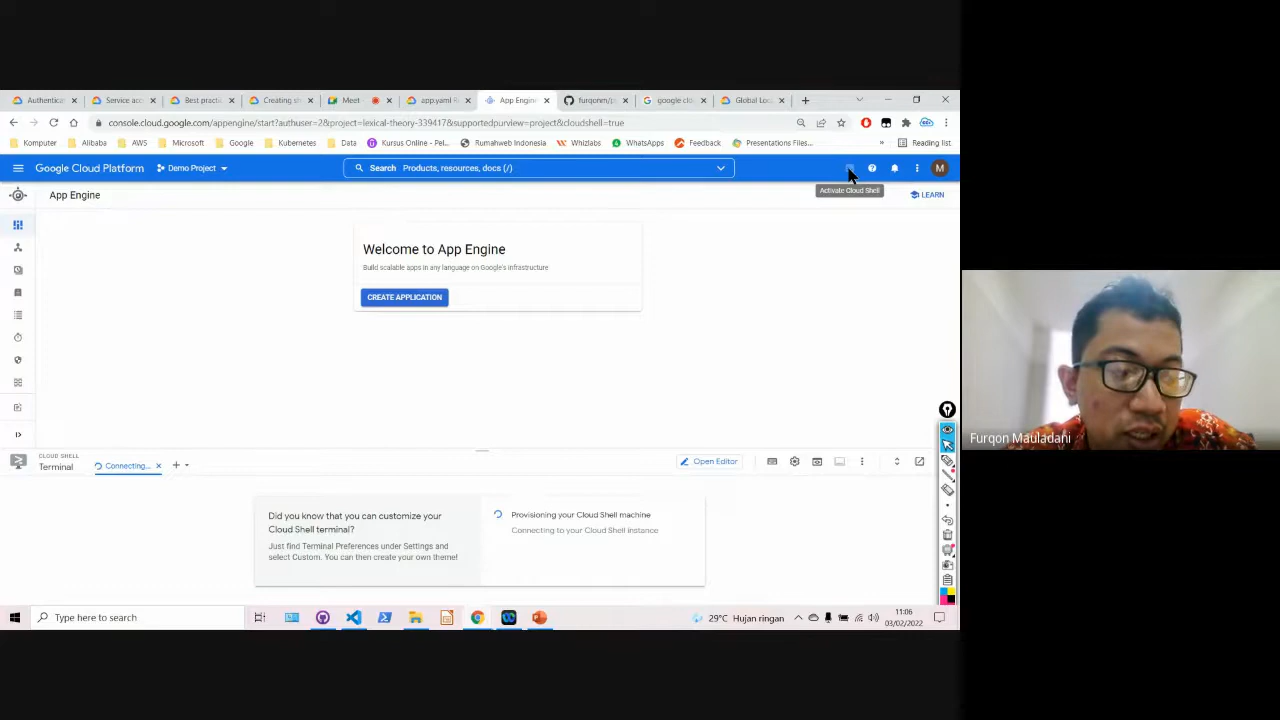 Authentica
Service acc
Best practi
Creating sh
Meet
app.yaml R
App Engine
furqonm/p
google clo
Global Loc
console.cloud.google.com/appengine/start?authuser=2&project=lexical-theory-339417&supportedpurview=project&cloudshell=true
Komputer
Alibaba
AWS
Microsoft
Google
Kubernetes
Data
Kursus Online - Pel...
Rumahweb Indonesia
Whizlabs
WhatsApps
Feedback
Presentation Files...
»
Reading list
Google Cloud Platform
Demo Project
Search Products, resources, docs (/)
M
Activate Cloud Shell
App Engine
LEARN
Welcome to App Engine
Build scalable apps in any language on Google's infrastructure
CREATE APPLICATION
Furqon Mauladani
CLOUD SHELL
Terminal
Connecting...
Open Editor
Did you know that you can customize your
Cloud Shell terminal?
Just find Terminal Preferences under Settings and
select Custom. You can then create your own theme!
Provisioning your Cloud Shell machine
Connecting to your Cloud Shell instance
Type here to search
29°C Hujan ringan
11:06
03/02/2022